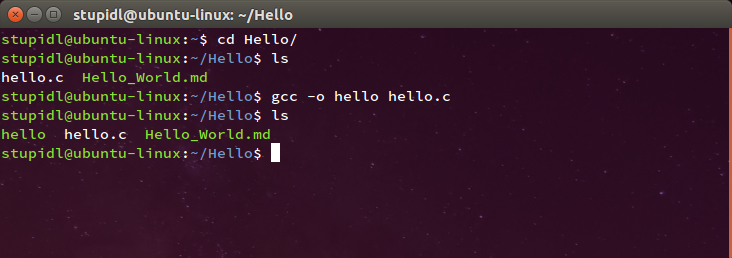 stupidl@ubuntu-linux: ~/Hello
stupidl@ubuntu-linux:~$ cd Hello/
stupidl@ubuntu-linux:~/Hello$ ls
hello.c  Hello_World.md
stupidl@ubuntu-linux:~/Hello$ gcc -o hello hello.c
stupidl@ubuntu-linux:~/Hello$ ls
hello  hello.c  Hello_World.md
stupidl@ubuntu-linux:~/Hello$